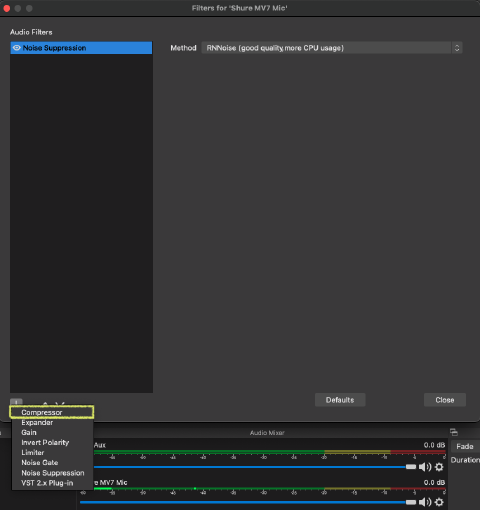 Filters for 'Shure MV7 Mic'
Audio Filters
Noise Suppression
Method RNNoise (good quality, more CPU usage)
Defaults
Close
Compressor
Expander
Gain
Invert Polarity
Limiter
Noise Gate
Noise Suppression
VST 2.x Plug-in
Audio Mixer
Aux 0.0 dB
Fade
Duration
re MV7 Mic 0.0 dB